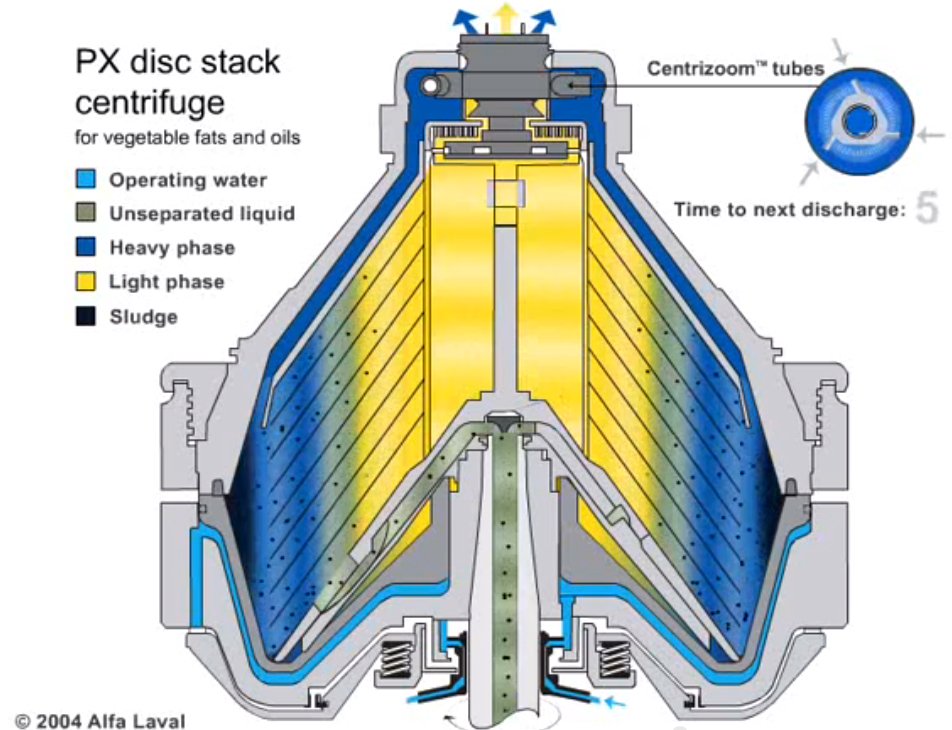 PX disc stack
centrifuge
for vegetable fats and oils
Operating water
Unseparated liquid
Heavy phase
Light phase
Sludge
Centrizoom™ tubes
Time to next discharge: 5
© 2004 Alfa Laval